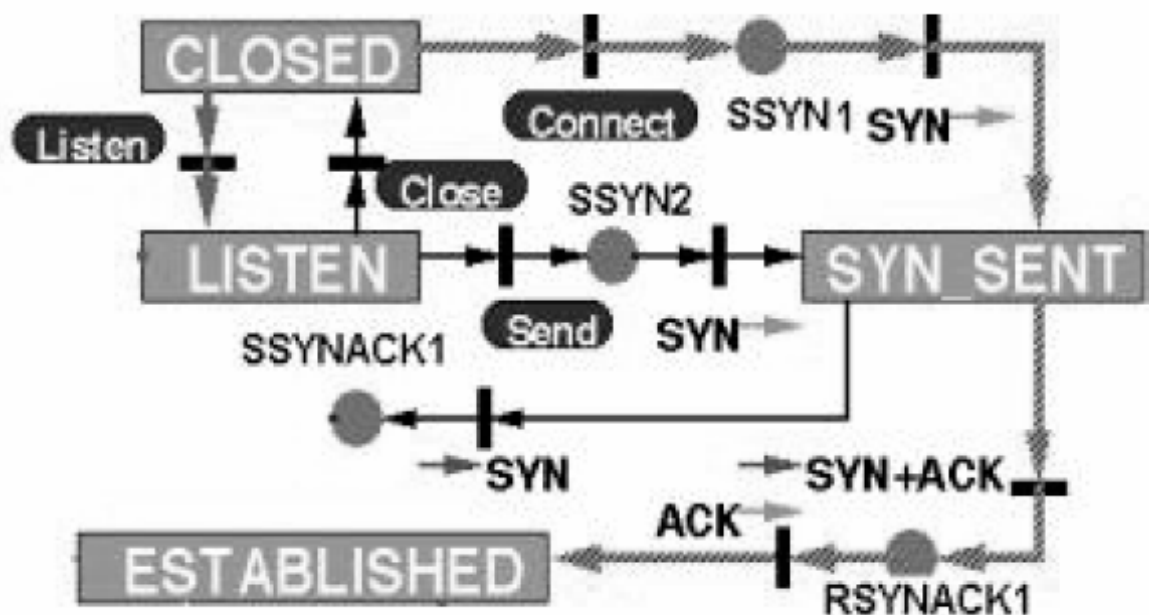 CLOSED
Listen
Connect
SSYN1
SYN
Close
SSYN2
LISTEN
SYN_SENT
Send
SYN
SSYNACK1
SYN
SYN+ACK
ACK
ESTABLISHED
RSYNACK1